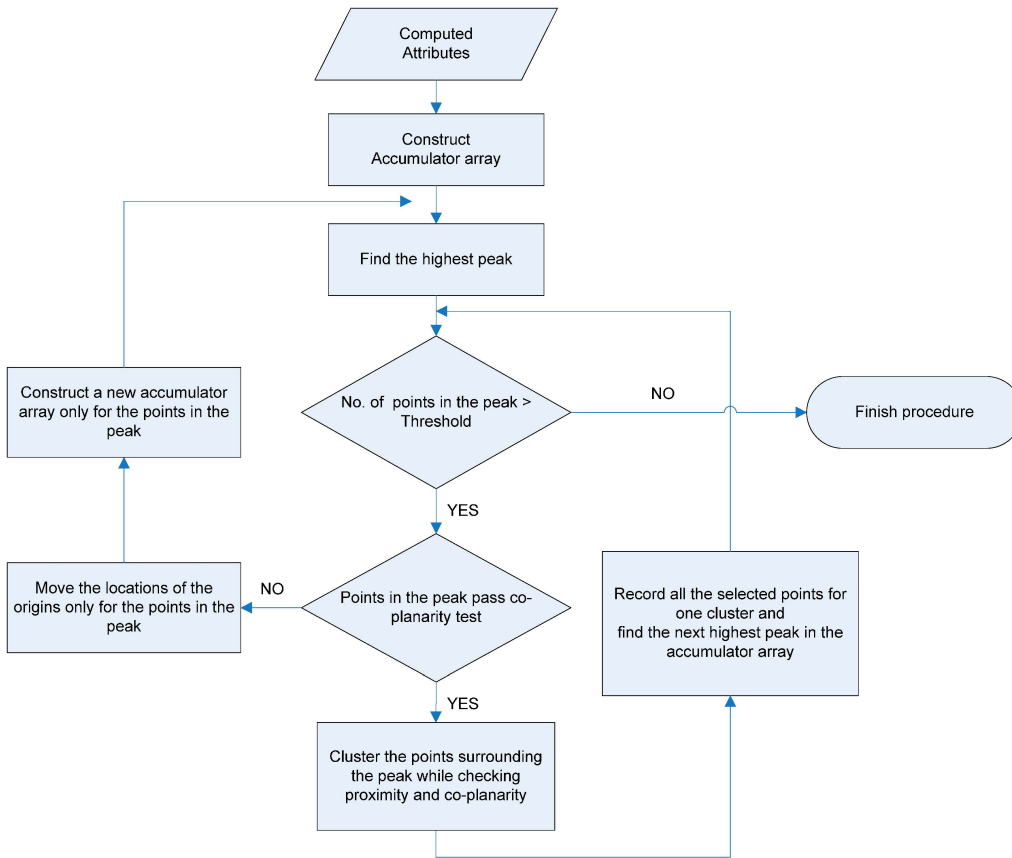 Computed
Attributes
Construct
Accumulator array
Find the highest peak
No. of points in the peak >
Threshold
NO
Finish procedure
YES
Construct a new accumulator
array only for the points in the
peak
Move the locations of the
origins only for the points in the
peak
NO
Points in the peak pass co-
planarity test
YES
Record all the selected points for
one cluster and
find the next highest peak in the
accumulator array
Cluster the points surrounding
the peak while checking
proximity and co-planarity